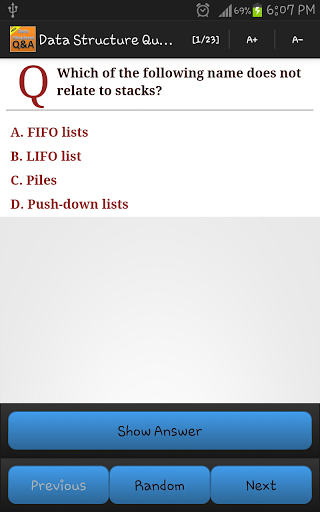 69% 6:07 PM
Q&A Data Structure Qu... [1/23] A+ A-
Q Which of the following name does not
relate to stacks?
A. FIFO lists
B. LIFO list
C. Piles
D. Push-down lists
Show Answer
Previous Random Next